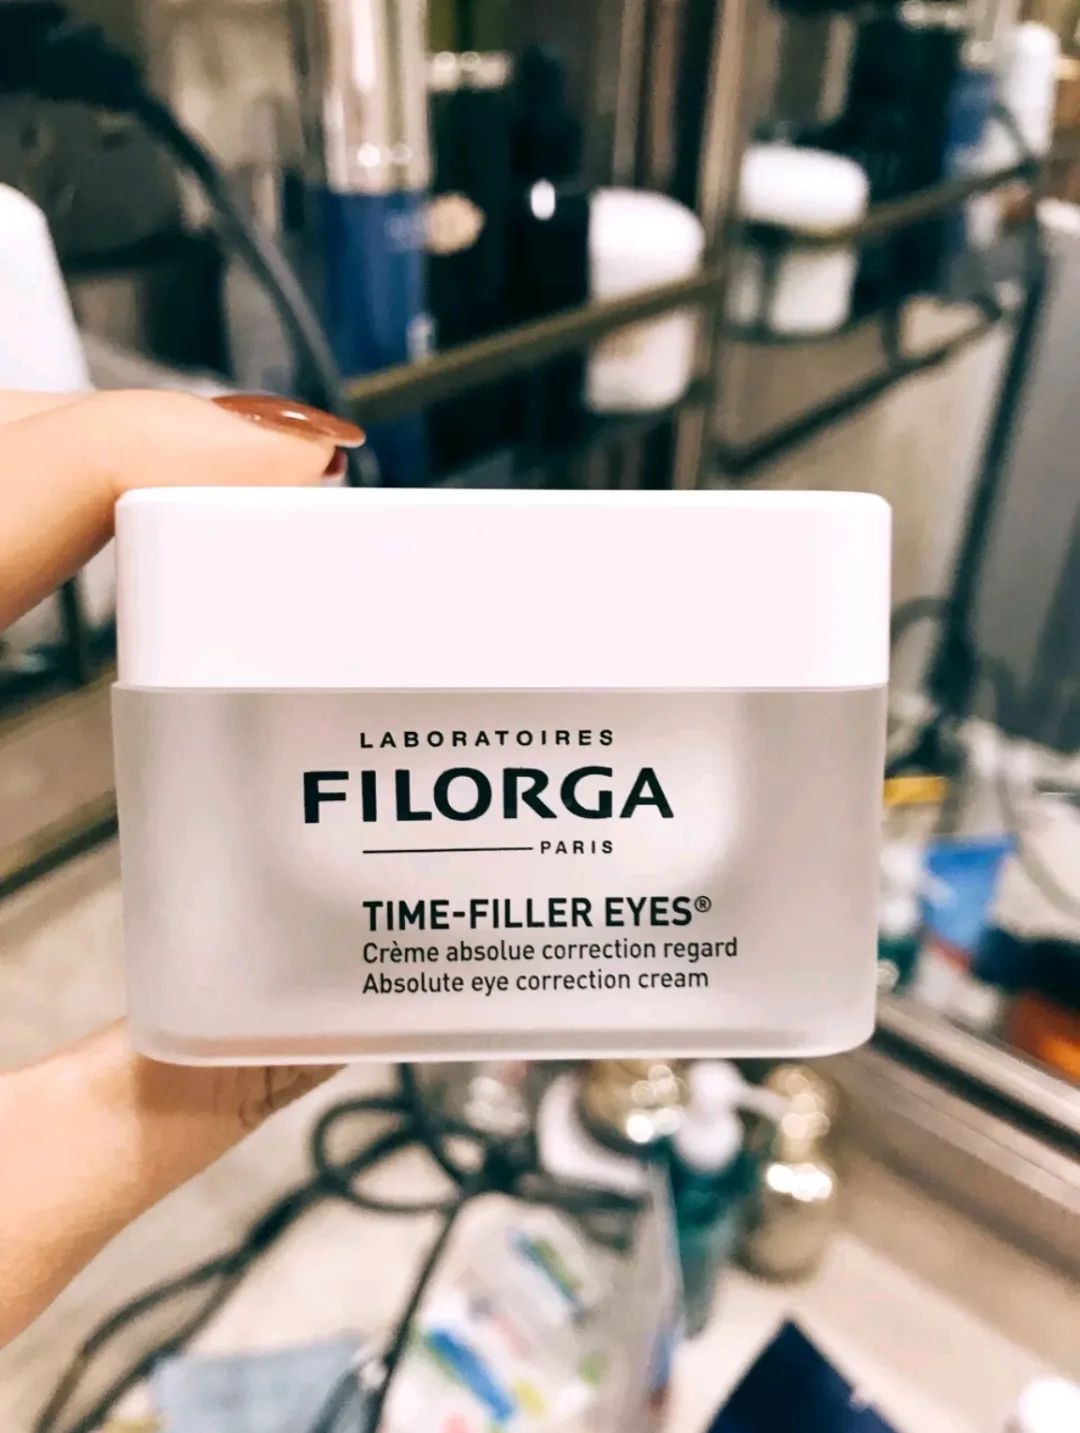 LABORATOIRES
FILORGA
PARIS
TIME-FILLER EYES®
Crème absolue correction regard
Absolute eye correction cream